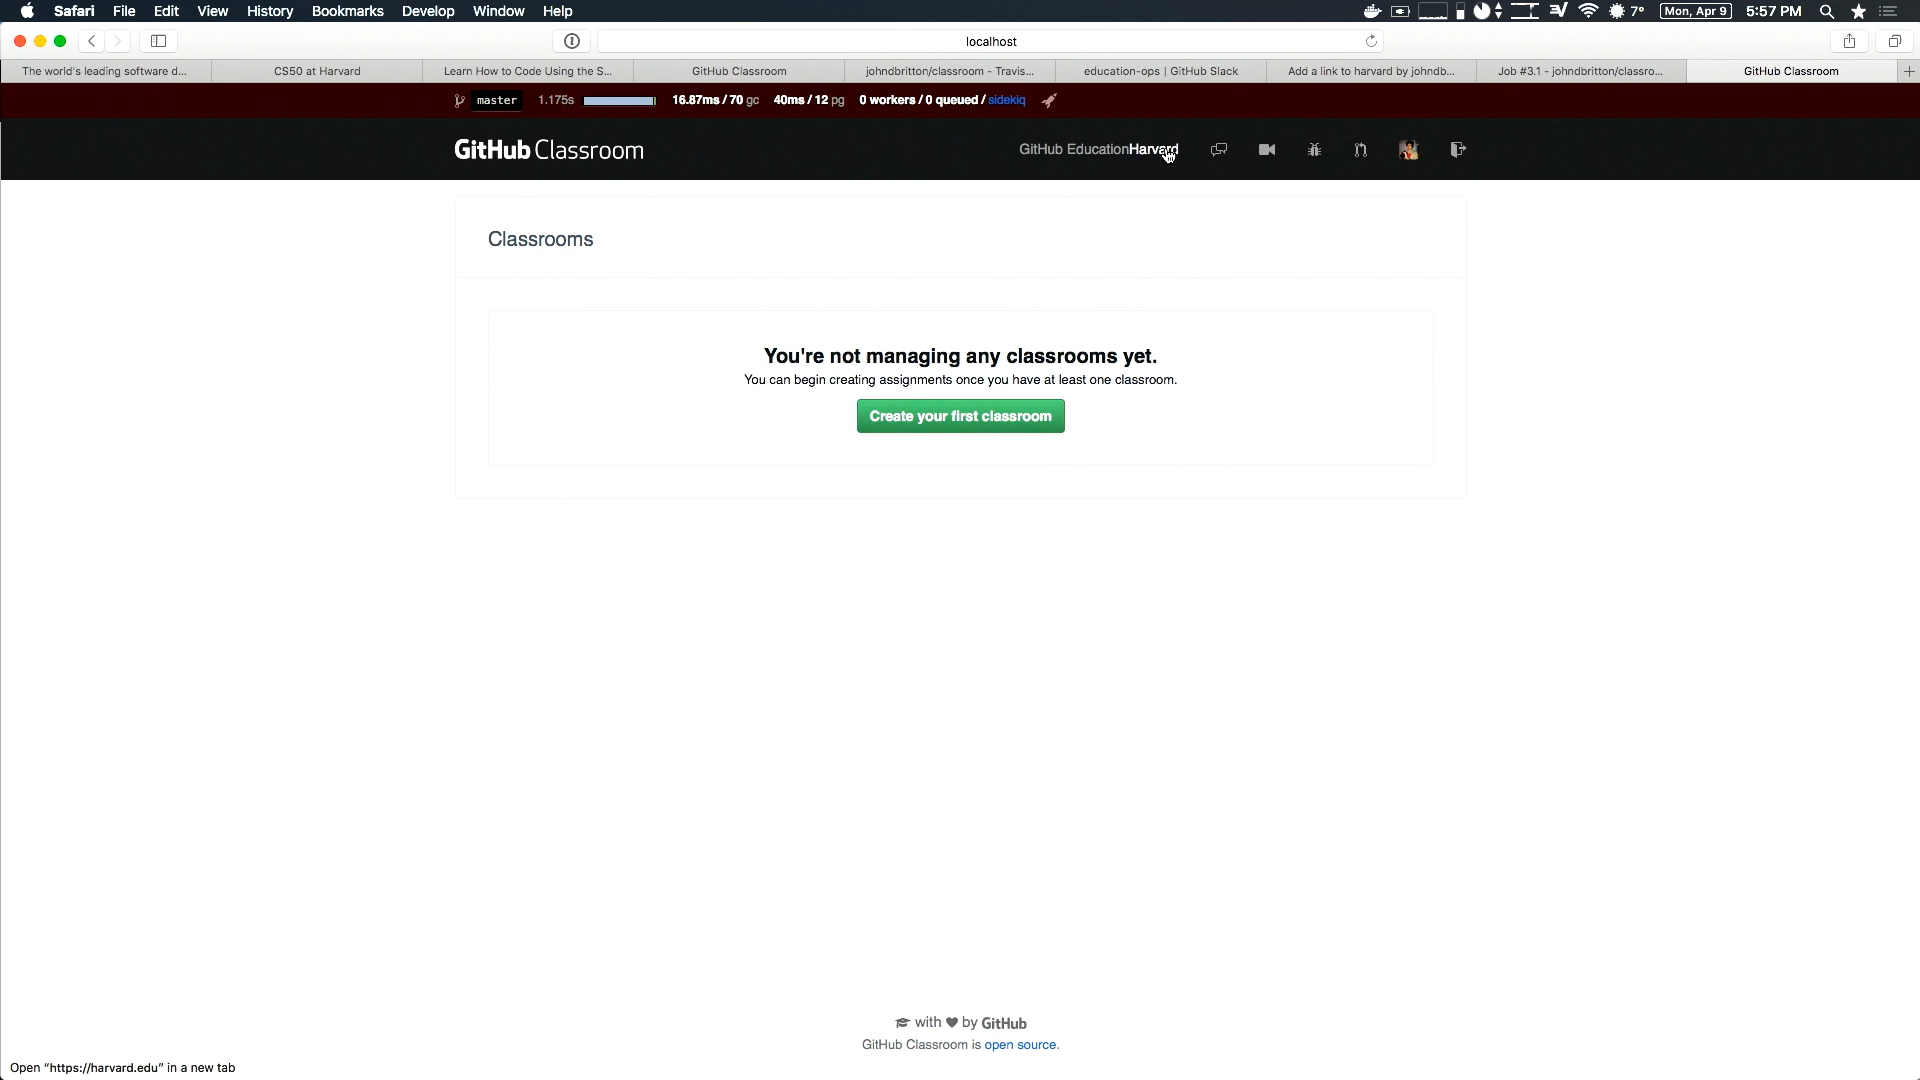 Safari File Edit View History Bookmarks Develop Window Help 7° Mon, Apr 9 5:57 PM
localhost
The world's leading software d... CS50 at Harvard Learn How to Code Using the S... GitHub Classroom johndbritton/classroom - Travis... education-ops | GitHub Slack Add a link to harvard by johndb... Job #3.1 - johndbritton/classro... GitHub Classroom
master 1.175s 16.87ms / 70 gc 40ms / 12 pg 0 workers / 0 queued / sidekiq
GitHub Classroom GitHub EducationHarvard
Classrooms
You're not managing any classrooms yet.
You can begin creating assignments once you have at least one classroom.
Create your first classroom
with ♥ by GitHub
GitHub Classroom is open source.
Open “https://harvard.edu” in a new tab